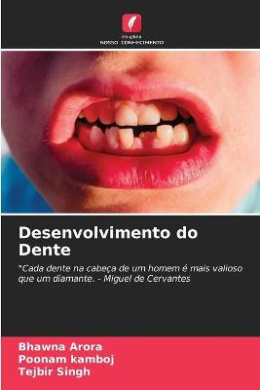 edições
NOSSO CONHECIMENTO
Desenvolvimento do
Dente
"Cada dente na cabeça de um homem é mais valioso
que um diamante. - Miguel de Cervantes
Bhawna Arora
Poonam kamboj
Tejbir Singh